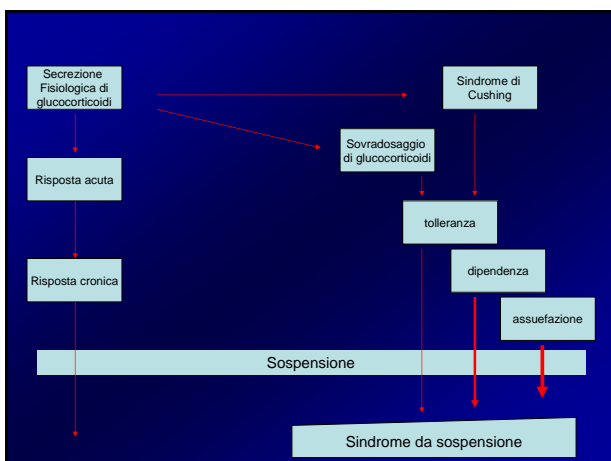 Secrezione
Fisiologica di
glucocorticoidi
Sindrome di
Cushing
Sovradosaggio
di glucocorticoidi
Risposta acuta
tolleranza
dipendenza
Risposta cronica
assuefazione
Sospensione
Sindrome da sospensione